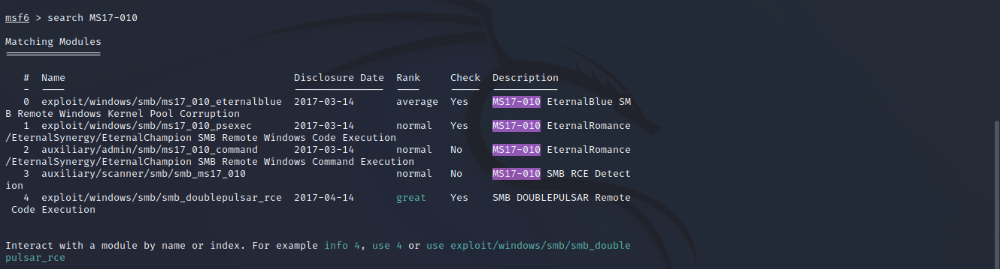 msf6 > search MS17-010
Matching Modules
================
# Name Disclosure Date Rank Check Description
- ---- --------------- ---- ----- -----------
0 exploit/windows/smb/ms17_010_eternalblue 2017-03-14 average Yes MS17-010 EternalBlue SM
B Remote Windows Kernel Pool Corruption
1 exploit/windows/smb/ms17_010_psexec 2017-03-14 normal Yes MS17-010 EternalRomance
/EternalSynergy/EternalChampion SMB Remote Windows Code Execution
2 auxiliary/admin/smb/ms17_010_command 2017-03-14 normal No MS17-010 EternalRomance
/EternalSynergy/EternalChampion SMB Remote Windows Command Execution
3 auxiliary/scanner/smb/smb_ms17_010 normal No MS17-010 SMB RCE Detect
ion
4 exploit/windows/smb/smb_doublepulsar_rce 2017-04-14 great Yes SMB DOUBLEPULSAR Remote
Code Execution
Interact with a module by name or index. For example info 4, use 4 or use exploit/windows/smb/smb_double
pulsar_rce